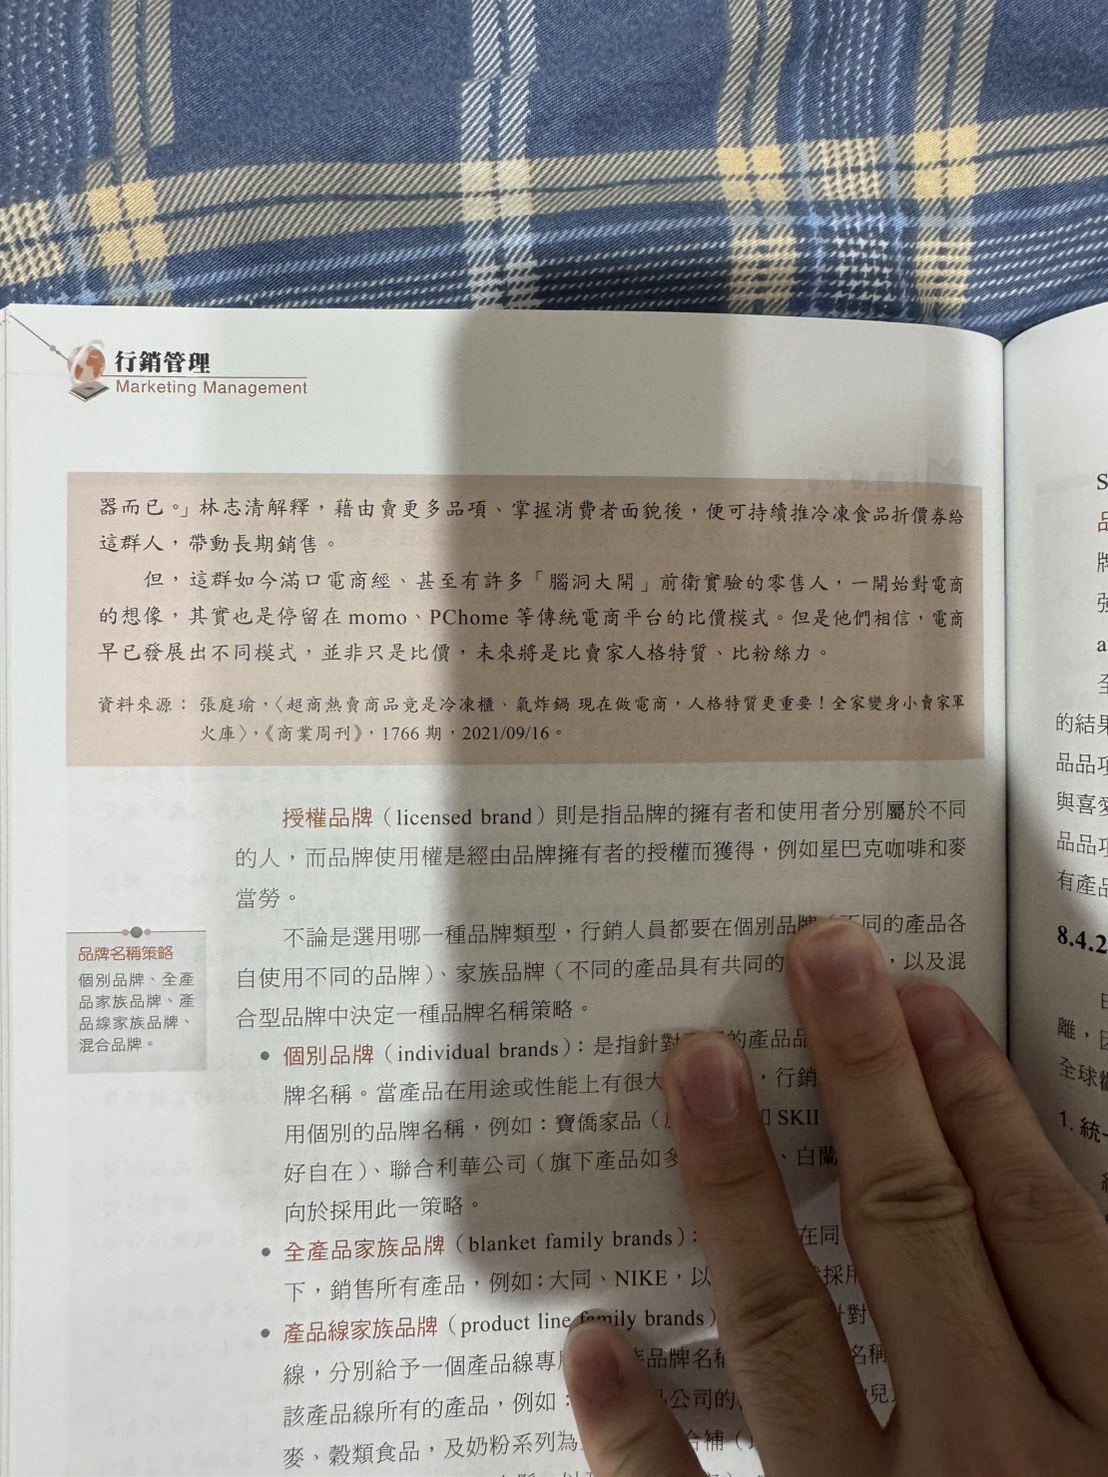 行銷管理
Marketing Management
器而已。」林志清解釋，藉由賣更多品項、掌握消費者面貌後，便可持續推冷凍食品折價券給
這群人，帶動長期銷售。
但，這群如今滿口電商經、甚至有許多「腦洞大開」前衛實驗的零售人，一開始對電商
的想像，其實也是停留在 momo、PChome 等傳統電商平台的比價模式。但是他們相信，電商
早已發展出不同模式，並非只是比價，未來將是比賣家人格特質、比粉絲力。
資料來源：張庭瑜，〈超商熱賣商品竟是冷凍櫃、氣炸鍋 現在做電商，人格特質更重要！全家變身小賣家軍
火庫〉，《商業周刊》，1766 期，2021/09/16。
授權品牌（licensed brand）則是指品牌的擁有者和使用者分別屬於不同
的人，而品牌使用權是經由品牌擁有者的授權而獲得，例如星巴克咖啡和麥
當勞。
不論是選用哪一種品牌類型，行銷人員都要在個別品牌（不同的產品各
自使用不同的品牌）、家族品牌（不同的產品具有共同的，以及混
合型品牌中決定一種品牌名稱策略。
品牌名稱策略
個別品牌、全產
品家族品牌、產
品線家族品牌、
混合品牌。
• 個別品牌（individual brands）：是指針對的產品品
牌名稱。當產品在用途或性能上有很大，行銷
用個別的品牌名稱，例如：寶僑家品（如 SKII
好自在）、聯合利華公司（旗下產品如多、白蘭
向於採用此一策略。
• 全產品家族品牌（blanket family brands）：在同
下，銷售所有產品，例如：大同、NIKE，以採用
• 產品線家族品牌（product line family brands）針對
線，分別給予一個產品線專品牌名稱名稱
該產品線所有的產品，例如：公司的
麥、穀類食品，及奶粉系列為合補（
S
品
牌
強
a
全
的結果
品品項
與喜愛
品品項
有產品
8.4.2
離，因
全球
1. 統一